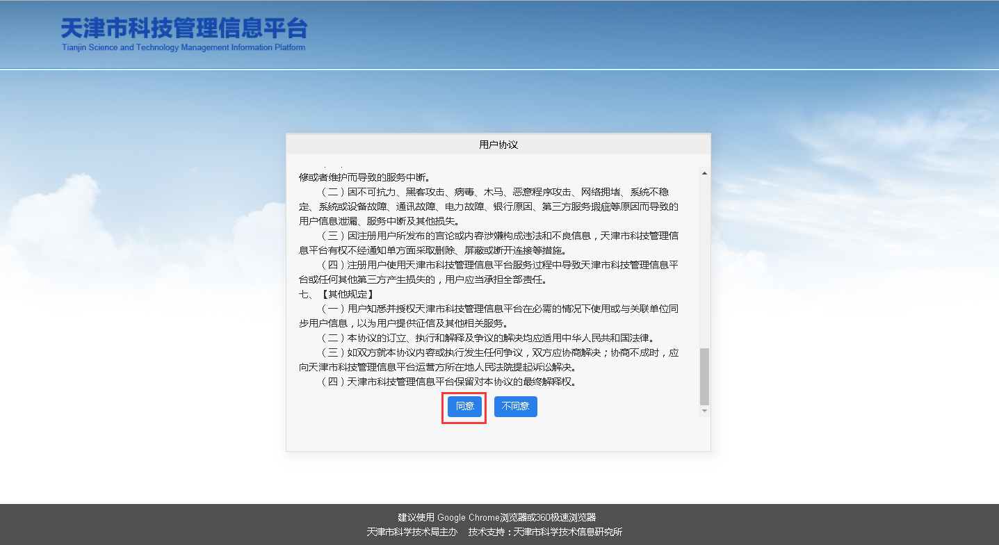 天津市科技管理信息平台
Tianjin Science and Technology Management Information Platform
用户协议
修或者维护而导致的服务中断。
（二）因不可抗力、黑客攻击、病毒、木马、恶意程序攻击、网络拥堵、系统不稳
定、系统或设备故障、通讯故障、电力故障、银行原因、第三方服务瑕疵等原因而导致的
用户信息泄漏、服务中断及其他损失。
（三）因注册用户所发布的言论或内容涉嫌构成违法和不良信息，天津市科技管理信
息平台有权不经通知单方面采取删除、屏蔽或断开连接等措施。
（四）注册用户使用天津市科技管理信息平台服务过程中导致天津市科技管理信息平
台或任何其他第三方产生损失的，用户应当承担全部责任。
七、【其他规定】
（一）用户知悉并授权天津市科技管理信息平台在必需的情况下使用或与关联单位同
步用户信息，以为用户提供征信及其他相关服务。
（二）本协议的订立、执行和解释及争议的解决均应适用中华人民共和国法律。
（三）如双方就本协议内容或执行发生任何争议，双方应协商解决；协商不成时，应
向天津市科技管理信息平台运营方所在地人民法院提起诉讼解决。
（四）天津市科技管理信息平台保留对本协议的最终解释权。
同意 不同意
建议使用 Google Chrome浏览器或360极速浏览器
天津市科学技术局主办 技术支持：天津市科学技术信息研究所